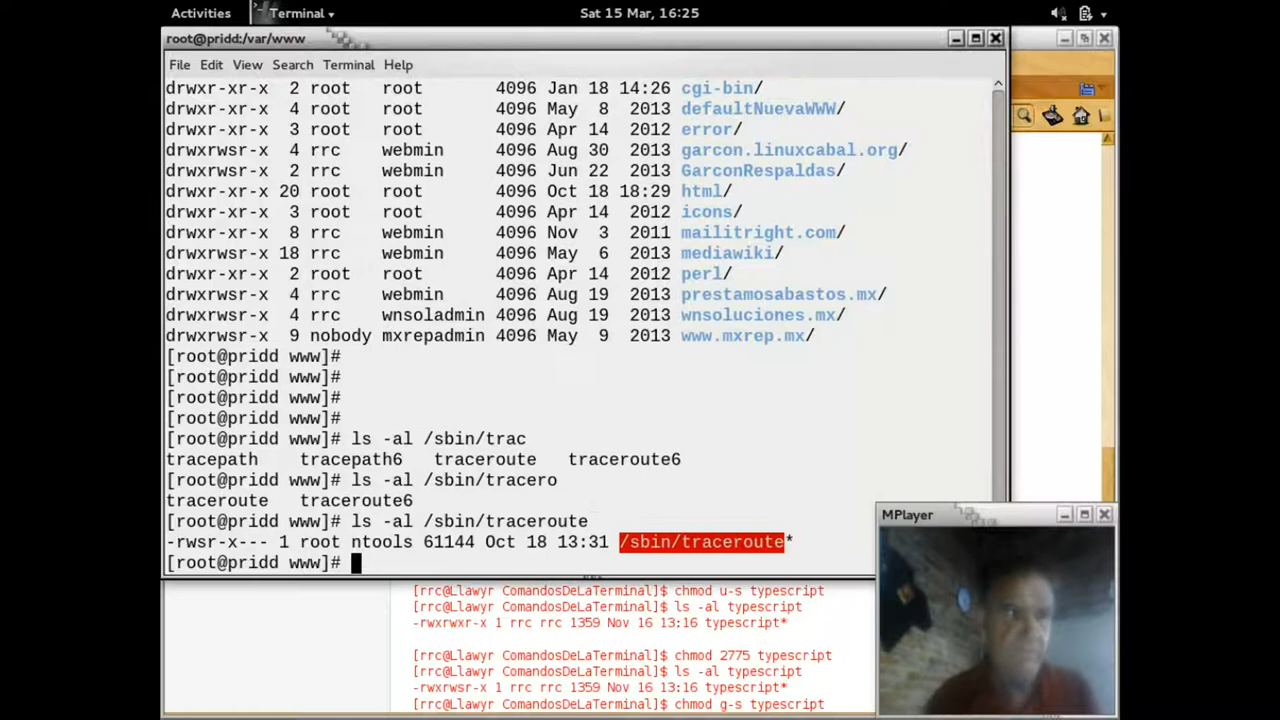 Activities Terminal Sat 15 Mar, 16:25
root@pridd:/var/www
File Edit View Search Terminal Help
drwxr-xr-x 2 root root 4096 Jan 18 14:26 cgi-bin/
drwxr-xr-x 4 root root 4096 May 8 2013 defaultNuevaWWW/
drwxr-xr-x 3 root root 4096 Apr 14 2012 error/
drwxrwsr-x 4 rrc webmin 4096 Aug 30 2013 garcon.linuxcabal.org/
drwxrwsr-x 2 rrc webmin 4096 Jun 22 2013 GarconRespaldas/
drwxr-xr-x 20 root root 4096 Oct 18 18:29 html/
drwxr-xr-x 3 root root 4096 Apr 14 2012 icons/
drwxrwxr-x 8 rrc webmin 4096 Nov 3 2011 mailitright.com/
drwxrwsr-x 18 rrc webmin 4096 May 6 2013 mediawiki/
drwxr-xr-x 2 root root 4096 Apr 14 2012 perl/
drwxrwsr-x 4 rrc webmin 4096 Aug 19 2013 prestamosabastos.mx/
drwxrwsr-x 4 rrc wnsoladmin 4096 Aug 19 2013 wnsoluciones.mx/
drwxrwsr-x 9 nobody mxrepadmin 4096 May 9 2013 www.mxrep.mx/
[root@pridd www]#
[root@pridd www]#
[root@pridd www]#
[root@pridd www]#
[root@pridd www]# ls -al /sbin/trac
tracepath tracepath6 traceroute traceroute6
[root@pridd www]# ls -al /sbin/tracero
traceroute traceroute6
[root@pridd www]# ls -al /sbin/traceroute
-rwsr-x--- 1 root ntools 61144 Oct 18 13:31 /sbin/traceroute*
[root@pridd www]#
MPlayer
[rrc@Llawyr ComandosDeLaTerminal]$ chmod u-s typescript
[rrc@Llawyr ComandosDeLaTerminal]$ ls -al typescript
-rwxrwxr-x 1 rrc rrc 1359 Nov 16 13:16 typescript*
[rrc@Llawyr ComandosDeLaTerminal]$ chmod 2775 typescript
[rrc@Llawyr ComandosDeLaTerminal]$ ls -al typescript
-rwxrwsr-x 1 rrc rrc 1359 Nov 16 13:16 typescript*
[rrc@Llawyr ComandosDeLaTerminal]$ chmod g-s typescript